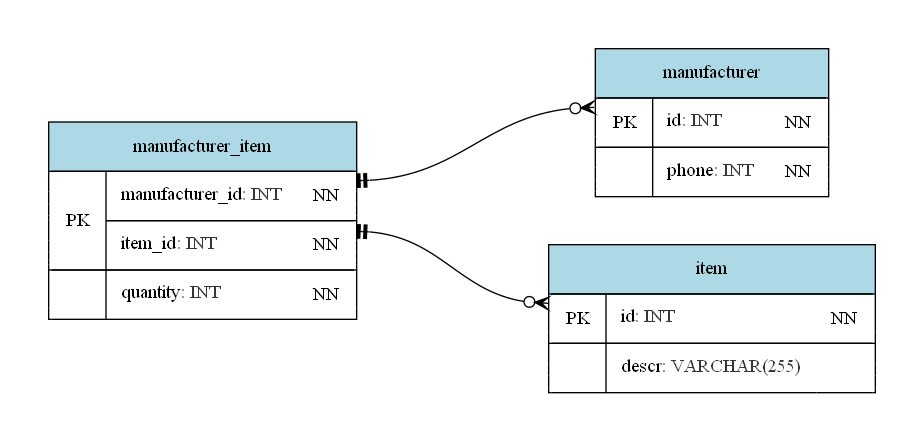 manufacturer_item
PK
manufacturer_id: INT NN
item_id: INT NN
quantity: INT NN
manufacturer
PK id: INT NN
phone: INT NN
item
PK id: INT NN
descr: VARCHAR(255)